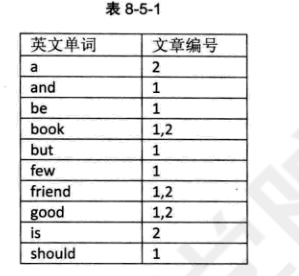 表 8-5-1
英文单词 文章编号
a 2
and 1
be 1
book 1,2
but 1
few 1
friend 1,2
good 1,2
is 2
should 1